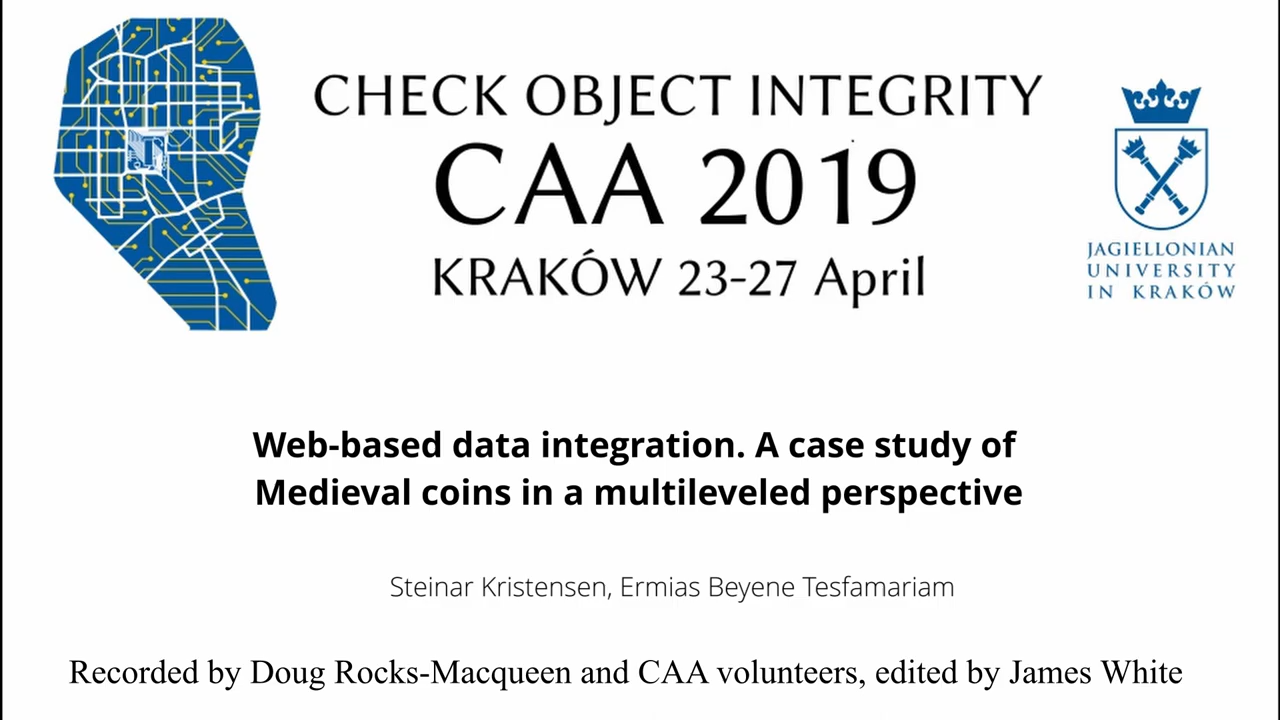 CHECK OBJECT INTEGRITY
CAA 2019
KRAKÓW 23-27 April
JAGIELLONIAN
UNIVERSITY
IN KRAKÓW
Web-based data integration. A case study of
Medieval coins in a multileveled perspective
Steinar Kristensen, Ermias Beyene Tesfamariam
Recorded by Doug Rocks-Macqueen and CAA volunteers, edited by James White